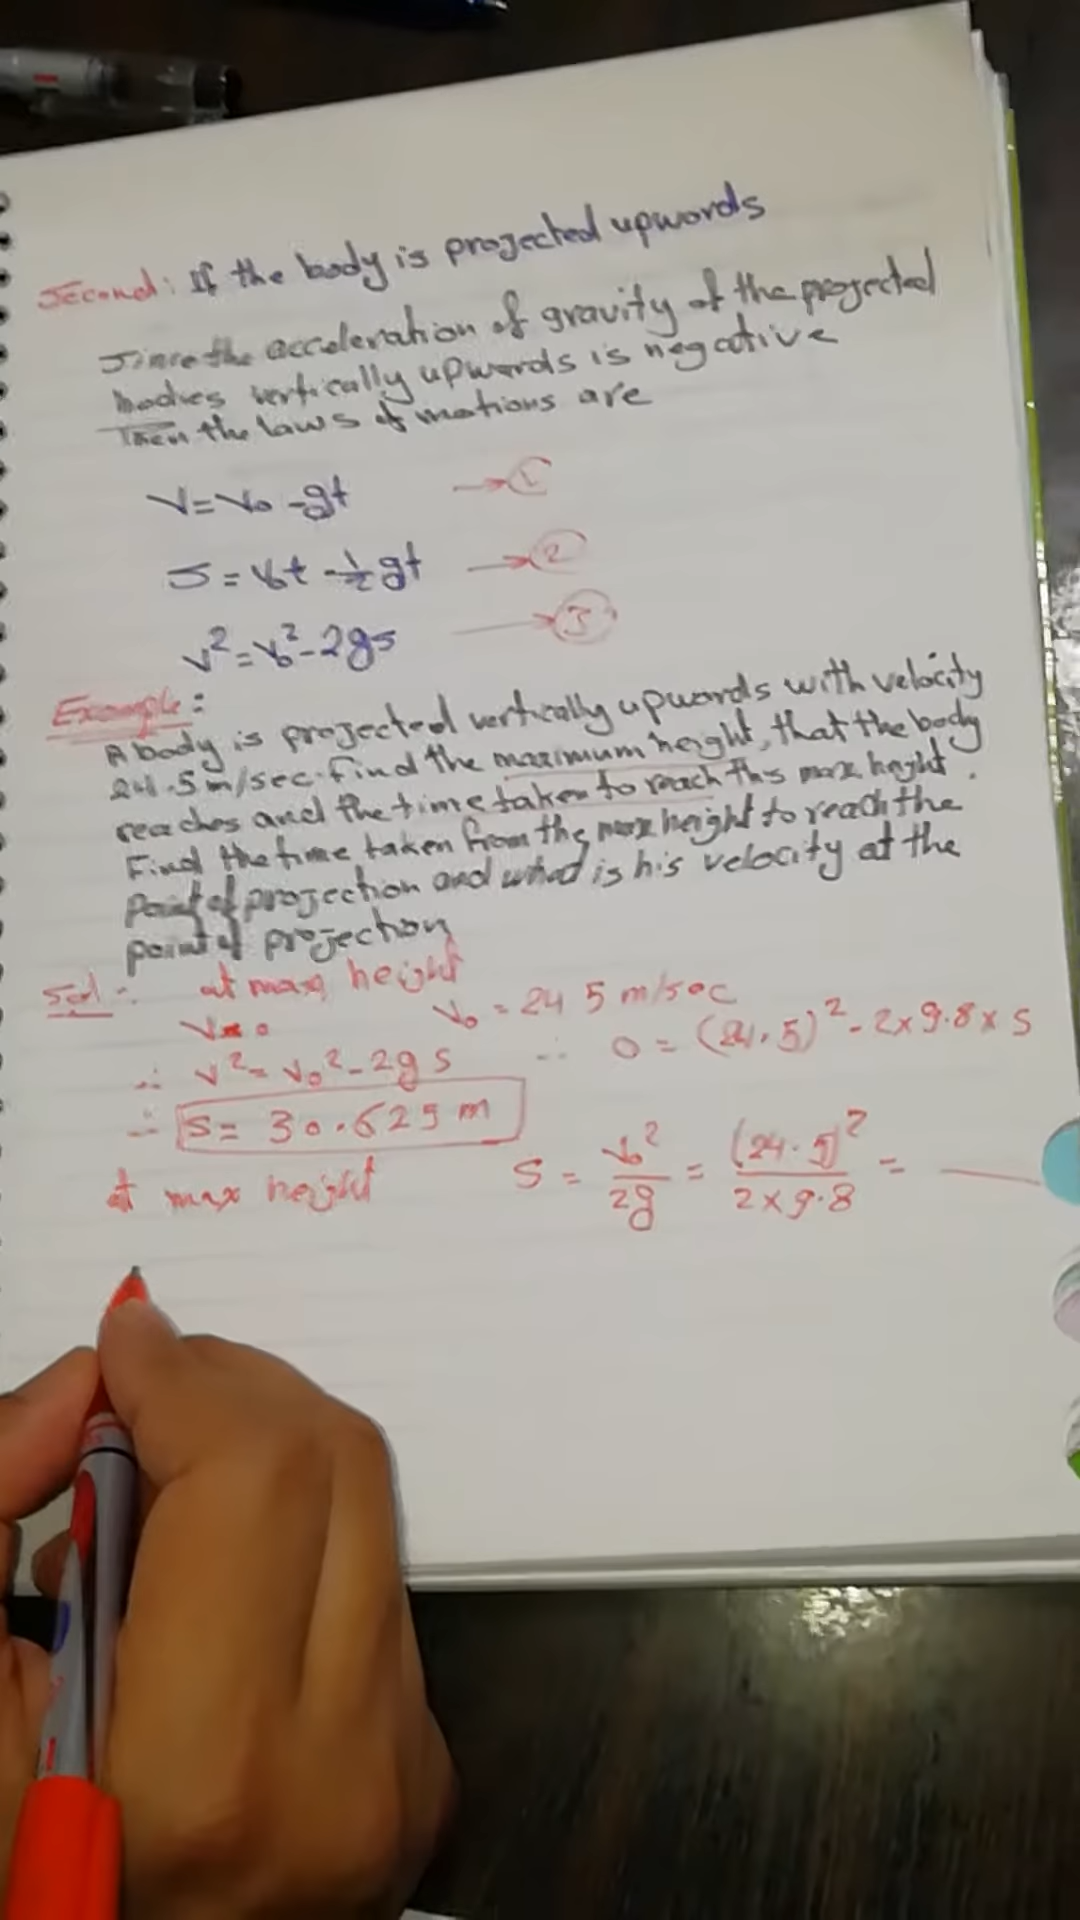 Second: If the body is projected upwords
Since the acceleration of gravity of the projected
bodies vertically upwards is negative
Then the laws of motions are
V = V₀ - gt → ①
S = V₀t - 1/2 gt → ②
V² = V₀² - 2gs → ③
Example:
A body is projected vertically upwords with velocity
24.5 m/sec. find the maximum height, that the body
reaches and the time taken to reach this max height.
Find the time taken from the max height to reach the
point of projection and what is his velocity at the
point of projection
Sol: at max height
V = 0 V₀ = 24 5 m/sec
∴ V² = V₀² - 2g S ∴ 0 = (24.5)² - 2 x 9.8 x S
∴ S = 30.625 m
at max height S = V₀²/2g = (24.5)²/2 x 9.8 =